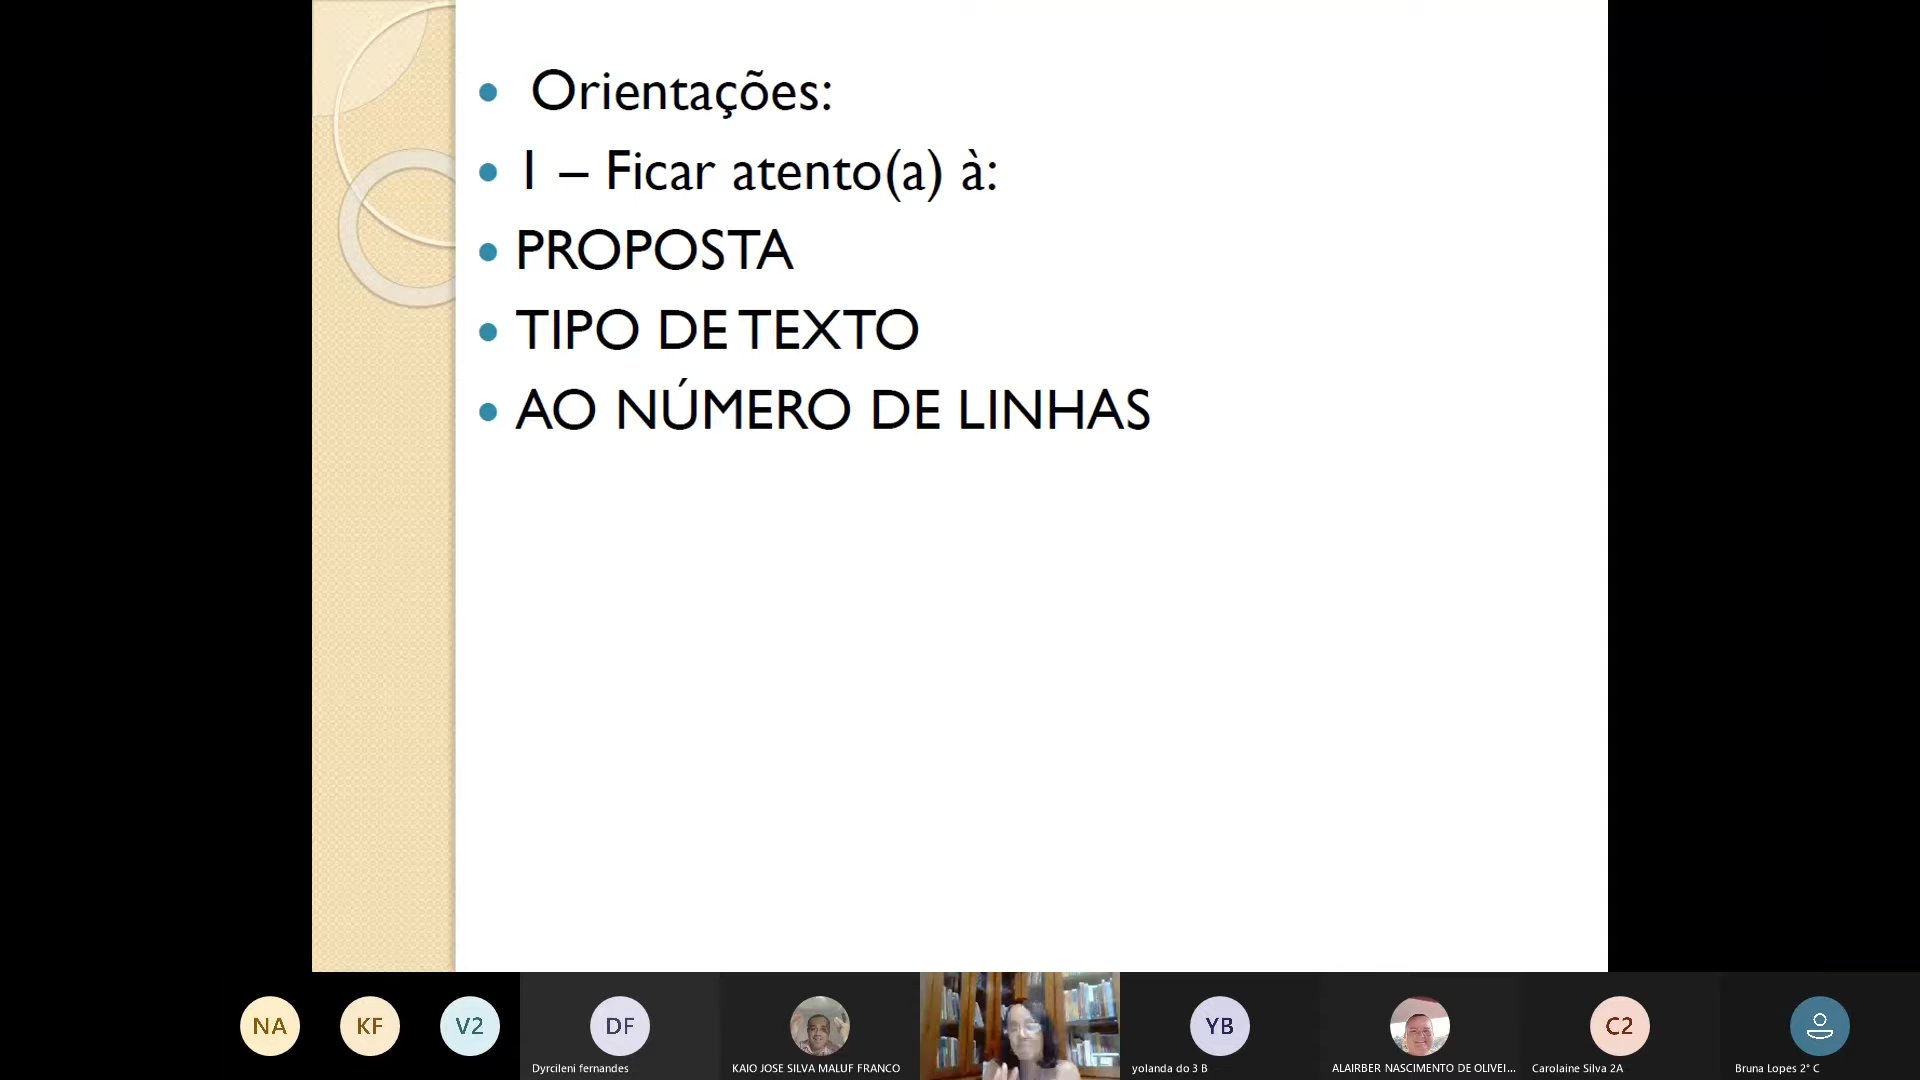 Orientações:
1 – Ficar atento(a) à:
PROPOSTA
TIPO DE TEXTO
AO NÚMERO DE LINHAS
NA
KF
V2
DF
YB
C2
Dyrcileni fernandes
KAIO JOSE SILVA MALUF FRANCO
yolanda do 3 B
ALAIRBER NASCIMENTO DE OLIVEI...
Carolaine Silva 2A
Bruna Lopes 2° C